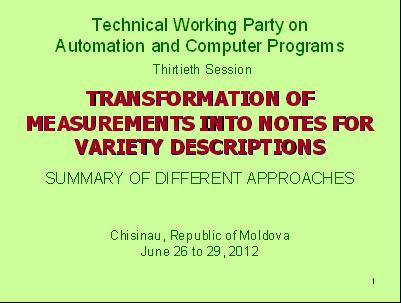 Technical Working Party on
Automation and Computer Programs
Thirtieth Session
TRANSFORMATION OF
MEASUREMENTS INTO NOTES FOR
VARIETY DESCRIPTIONS
SUMMARY OF DIFFERENT APPROACHES
Chisinau, Republic of Moldova
June 26 to 29, 2012
1